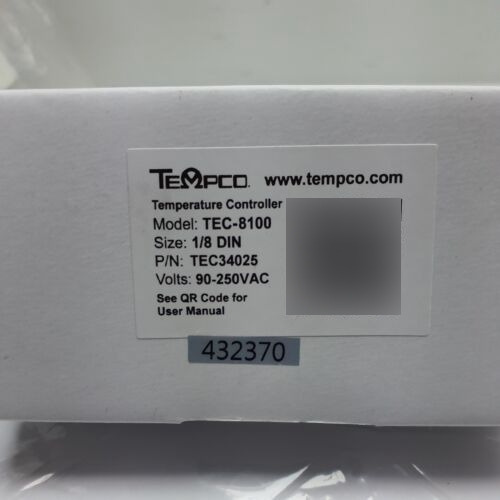 TEMPCO. www.tempco.com
Temperature Controller
Model: TEC-8100
Size: 1/8 DIN
P/N: TEC34025
Volts: 90-250VAC
See QR Code for
User Manual
432370